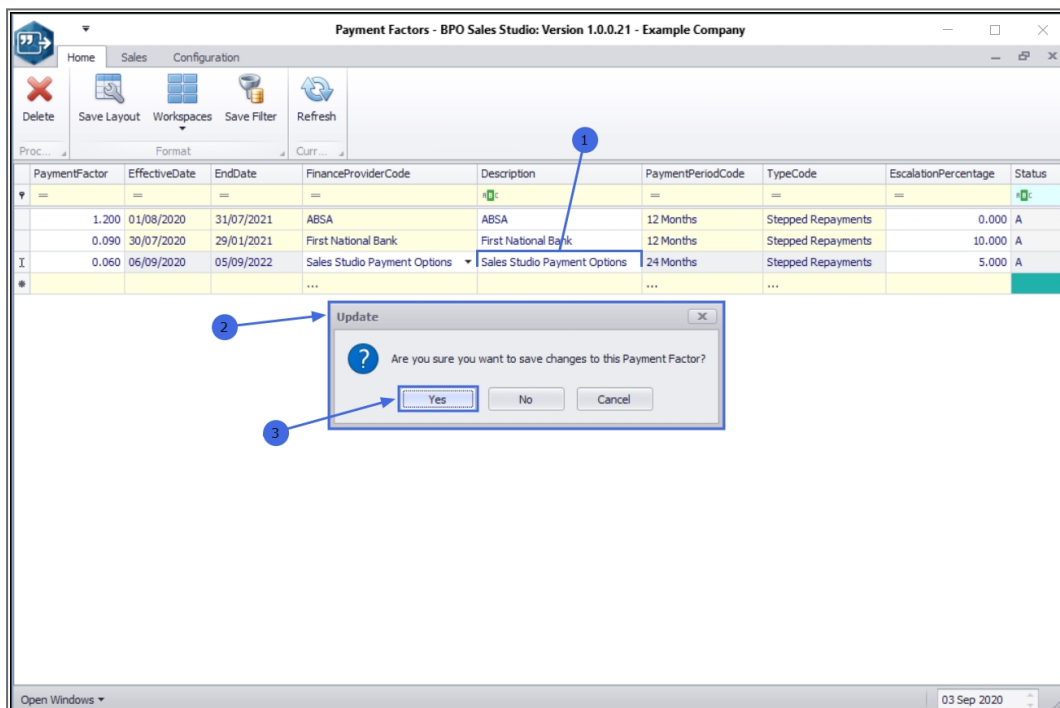 Payment Factors - BPO Sales Studio: Version 1.0.0.21 - Example Company
Home Sales Configuration
Delete Save Layout Workspaces Save Filter Refresh
Proc... Format Curr...
1
PaymentFactor EffectiveDate EndDate FinanceProviderCode Description PaymentPeriodCode TypeCode EscalationPercentage Status
= = = = ABC = = = ABC
1.200 01/08/2020 31/07/2021 ABSA ABSA 12 Months Stepped Repayments 0.000 A
0.090 30/07/2020 29/01/2021 First National Bank First National Bank 12 Months Stepped Repayments 10.000 A
0.060 06/09/2020 05/09/2022 Sales Studio Payment Options Sales Studio Payment Options 24 Months Stepped Repayments 5.000 A
... ... ...
2
Update
Are you sure you want to save changes to this Payment Factor?
Yes No Cancel
3
Open Windows 03 Sep 2020